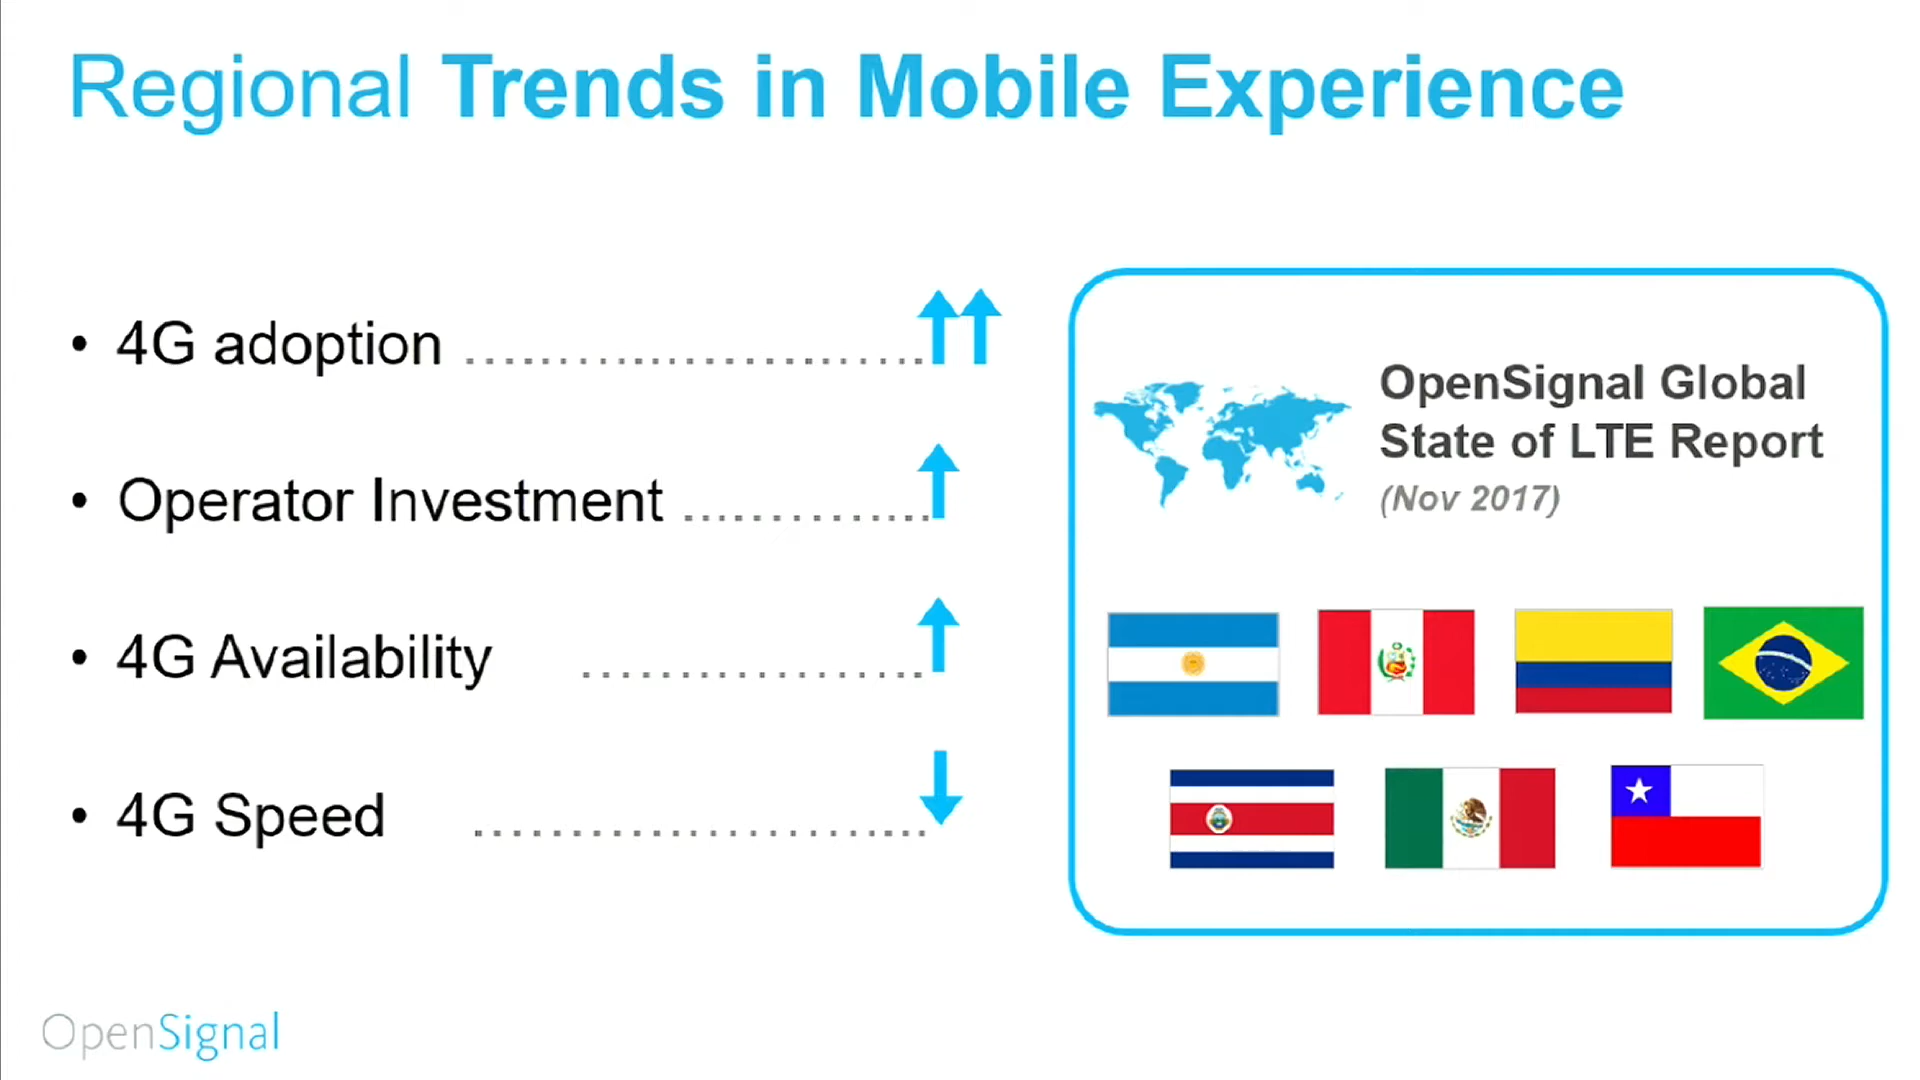 Regional Trends in Mobile Experience
• 4G adoption
• Operator Investment
• 4G Availability
• 4G Speed
OpenSignal Global
State of LTE Report
(Nov 2017)
OpenSignal